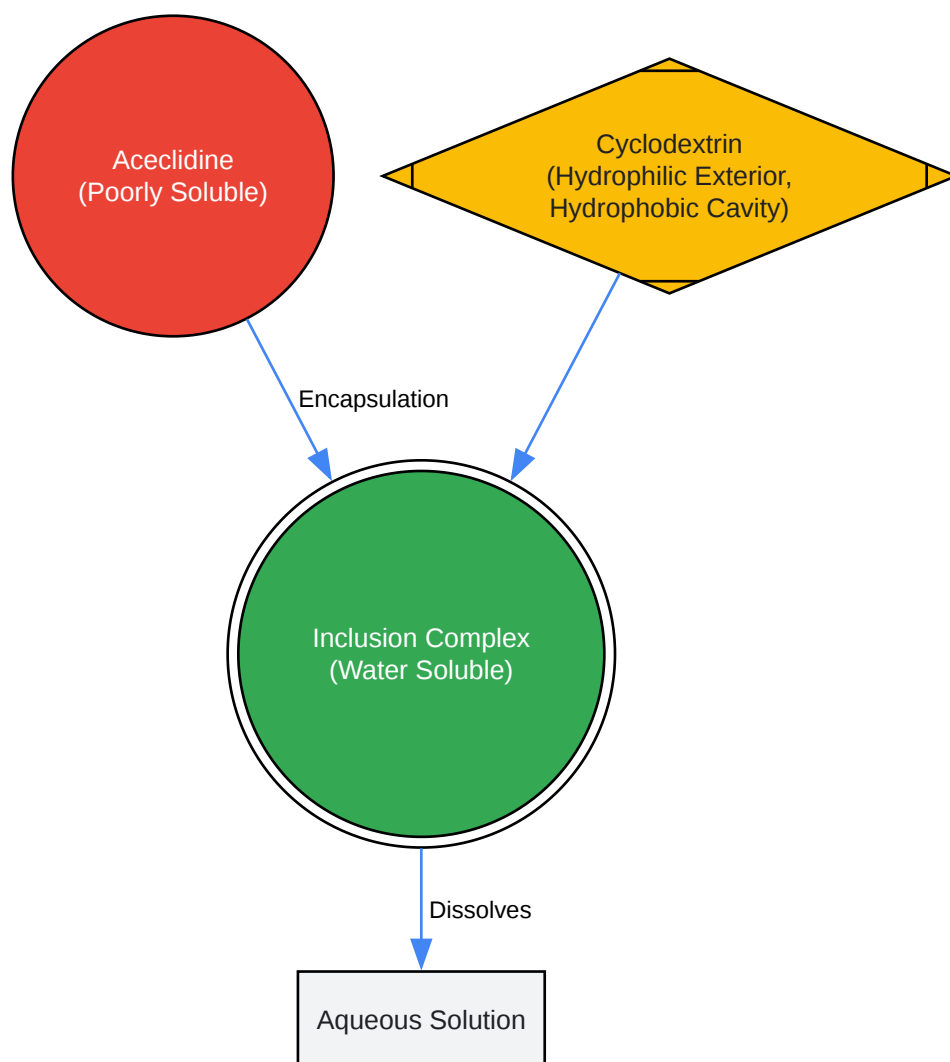 Aceclidine
(Poorly Soluble)
Cyclodextrin
(Hydrophilic Exterior,
Hydrophobic Cavity)
Encapsulation
Inclusion Complex
(Water Soluble)
Dissolves
Aqueous Solution